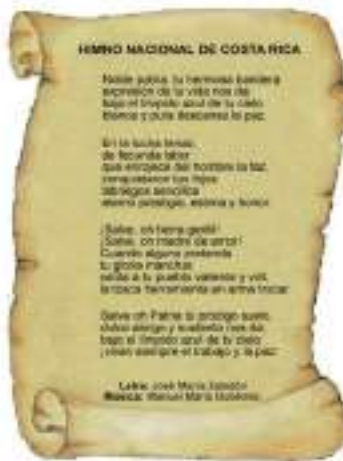 HIMNO NACIONAL DE COSTA RICA
Noble patria, tu hermosa bandera
expresión de tu vida nos da:
bajo el límpido azul de tu cielo
blanca y pura descansa la paz.
En la lucha tenaz,
de fecunda labor
que enrojece del hombre la faz,
conquistaron tus hijos
labriegos sencillos
eterno prestigio, estima y honor.
¡Salve, oh tierra gentil!
¡Salve, oh madre de amor!
Cuando alguno pretenda
tu gloria manchar,
verás a tu pueblo valiente y viril,
la tosca herramienta en arma trocar.
Salve oh Patria tu pródigo suelo,
dulce abrigo y sustento nos da;
bajo el límpido azul de tu cielo
¡vivan siempre el trabajo y la paz!
Letra: José María Zeledón
Música: Manuel María Gutiérrez